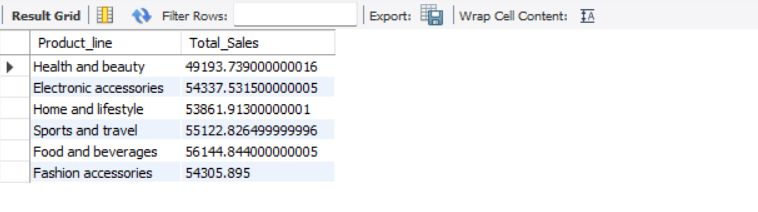 Result Grid Filter Rows: Export: Wrap Cell Content: IA
Product_line Total_Sales
Health and beauty 49193.739000000016
Electronic accessories 54337.531500000005
Home and lifestyle 53861.91300000001
Sports and travel 55122.826499999996
Food and beverages 56144.844000000005
Fashion accessories 54305.895